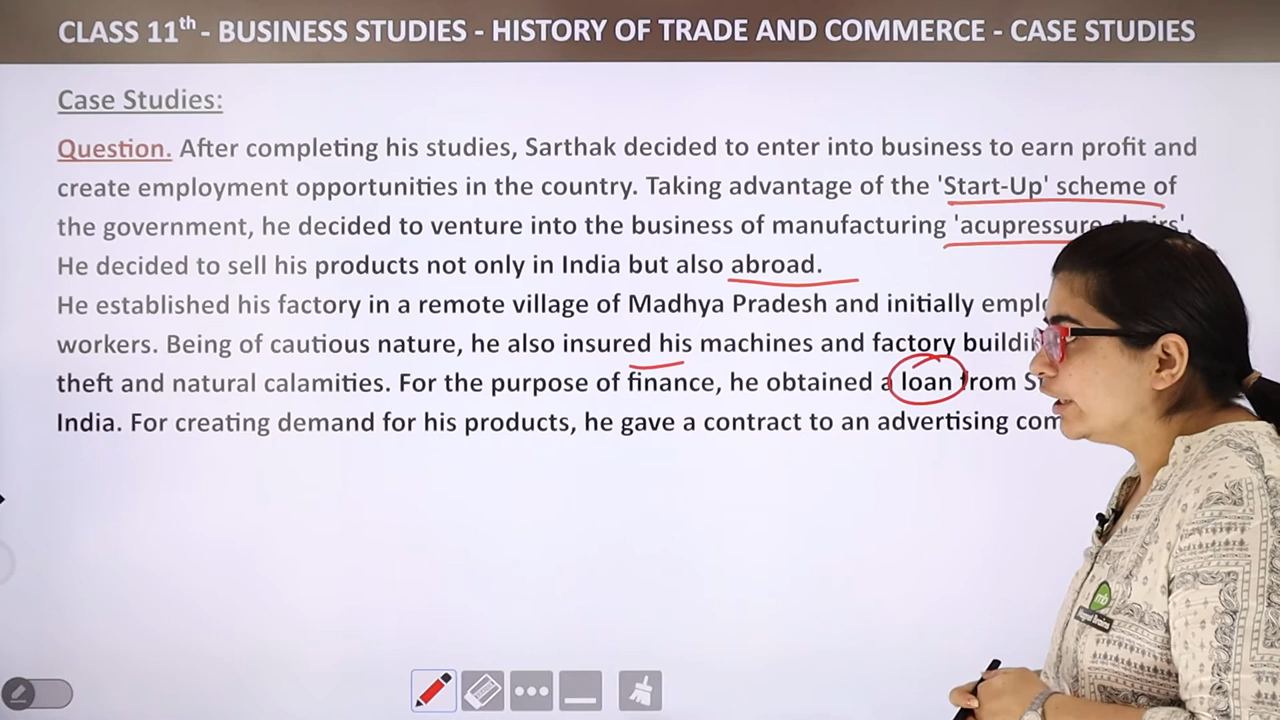 CLASS 11th - BUSINESS STUDIES - HISTORY OF TRADE AND COMMERCE - CASE STUDIES
Case Studies:
Question. After completing his studies, Sarthak decided to enter into business to earn profit and
create employment opportunities in the country. Taking advantage of the 'Start-Up' scheme of
the government, he decided to venture into the business of manufacturing 'acupressure chairs'.
He decided to sell his products not only in India but also abroad.
He established his factory in a remote village of Madhya Pradesh and initially
workers. Being of cautious nature, he also insured his machines and factory
theft and natural calamities. For the purpose of finance, he obtained a loan from
India. For creating demand for his products, he gave a contract to an advertising
mb
Magnet Brains